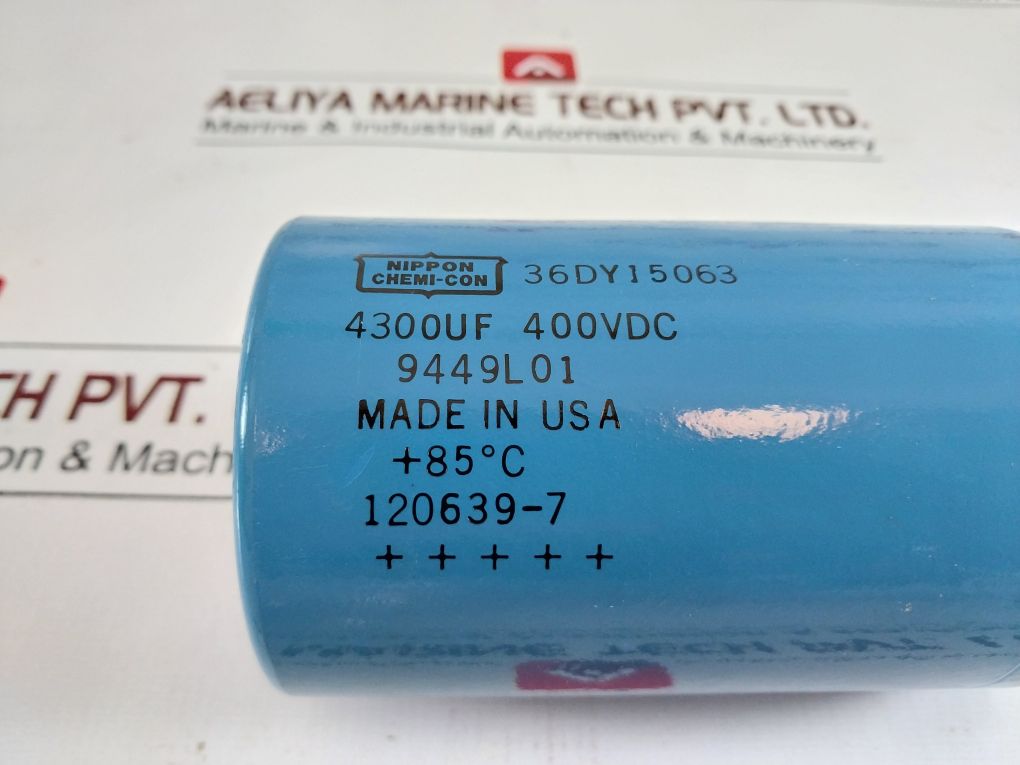 AELIYA MARINE TECH PVT. LTD.
Marine & Industrial Automation & Machinery
NIPPON
CHEMI-CON
36DY15063
4300UF 400VDC
9449L01
MADE IN USA
+85°C
120639-7
+ + + + +
CH PVT.
on & Mach